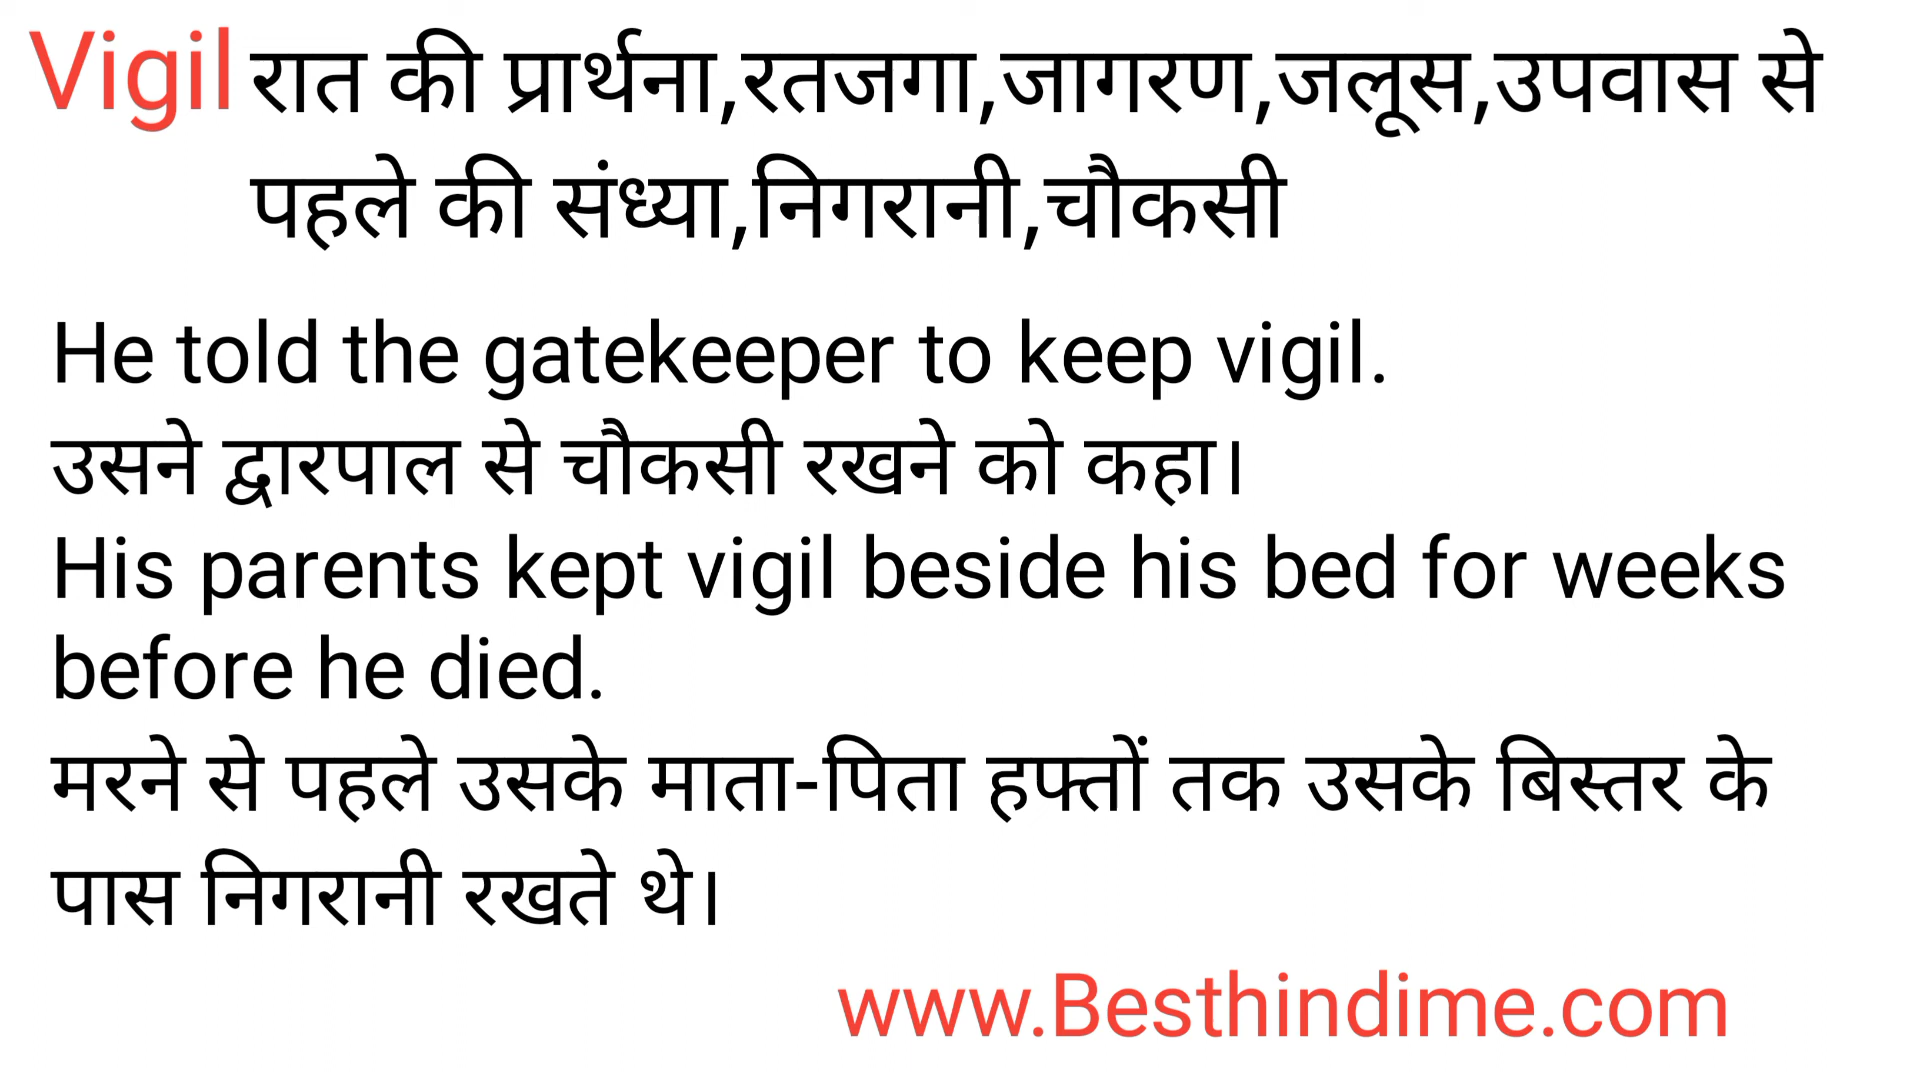 Vigil रात की प्रार्थना,रतजगा,जागरण,जलूस,उपवास से
पहले की संध्या,निगरानी,चौकसी
He told the gatekeeper to keep vigil.
उसने द्वारपाल से चौकसी रखने को कहा।
His parents kept vigil beside his bed for weeks
before he died.
मरने से पहले उसके माता-पिता हफ्तों तक उसके बिस्तर के
पास निगरानी रखते थे।
www.Besthindime.com